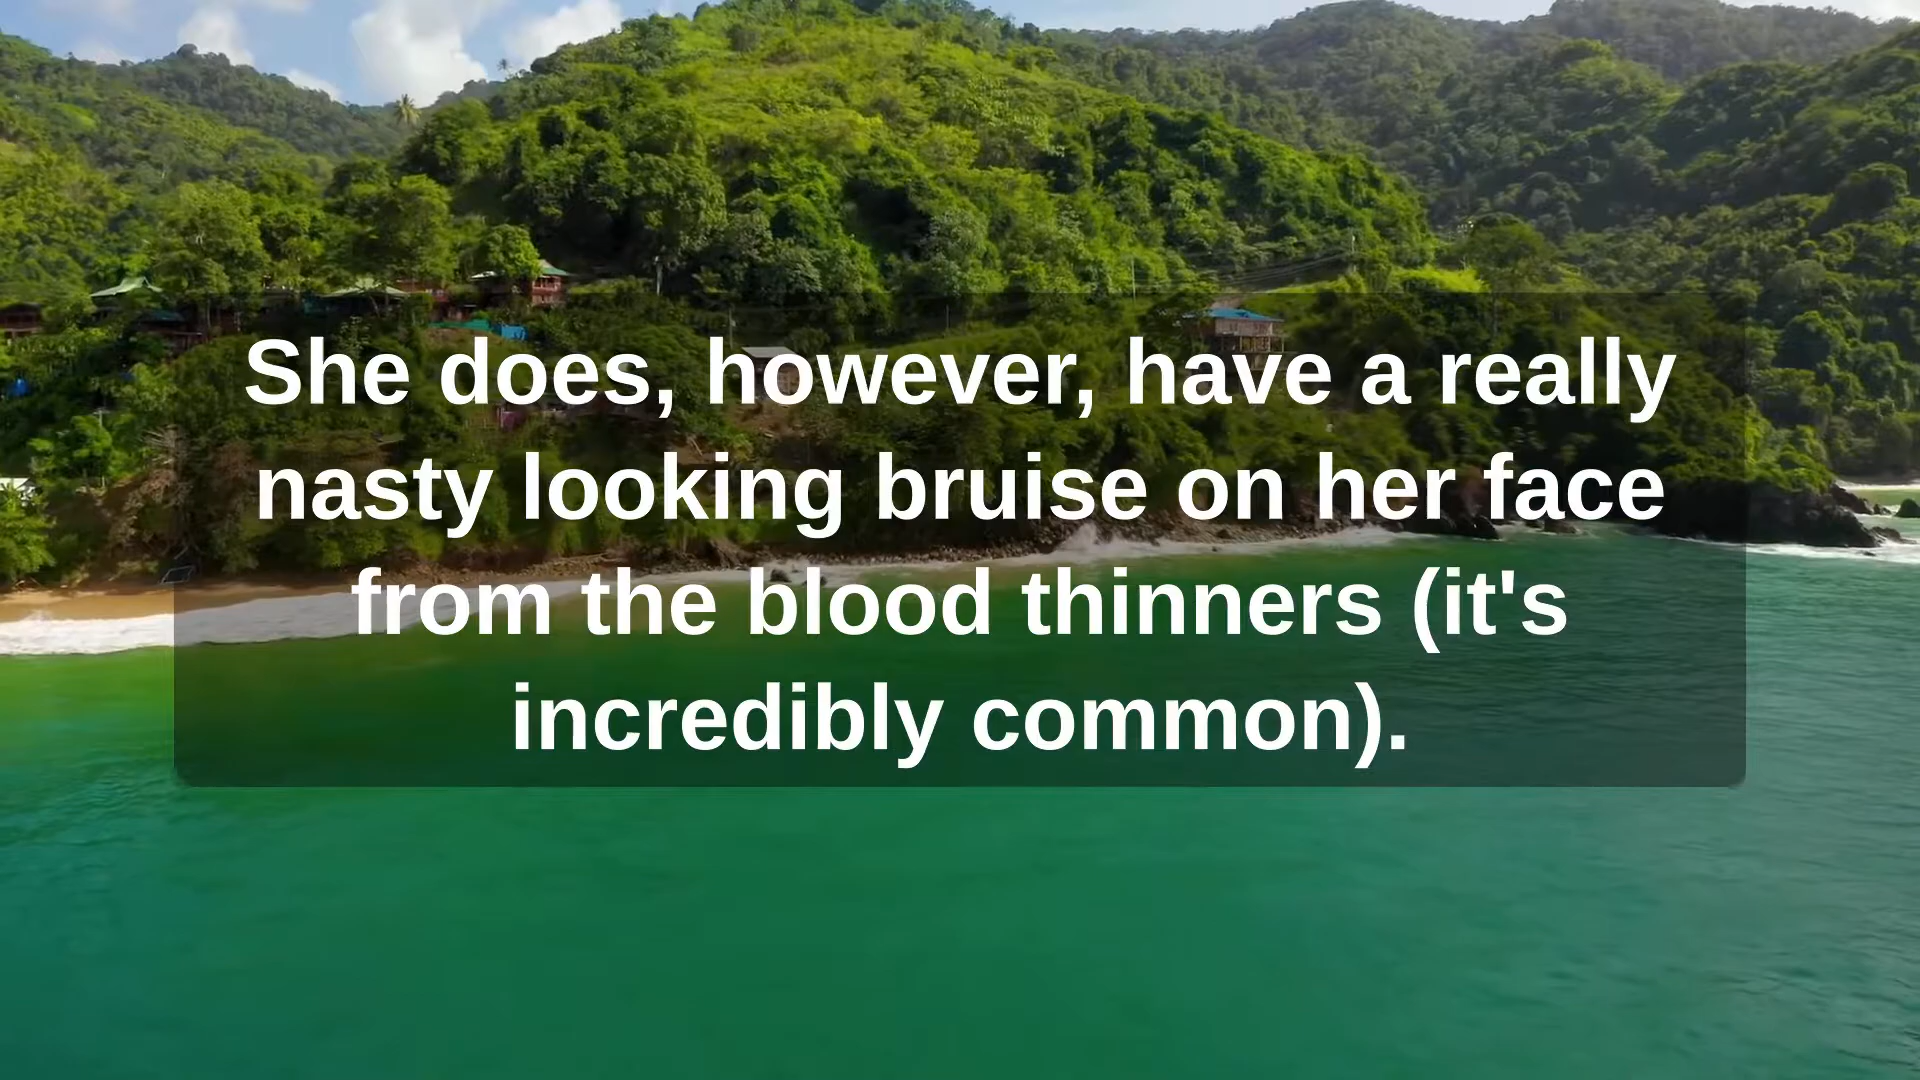 She does, however, have a really
nasty looking bruise on her face
from the blood thinners (it's
incredibly common).